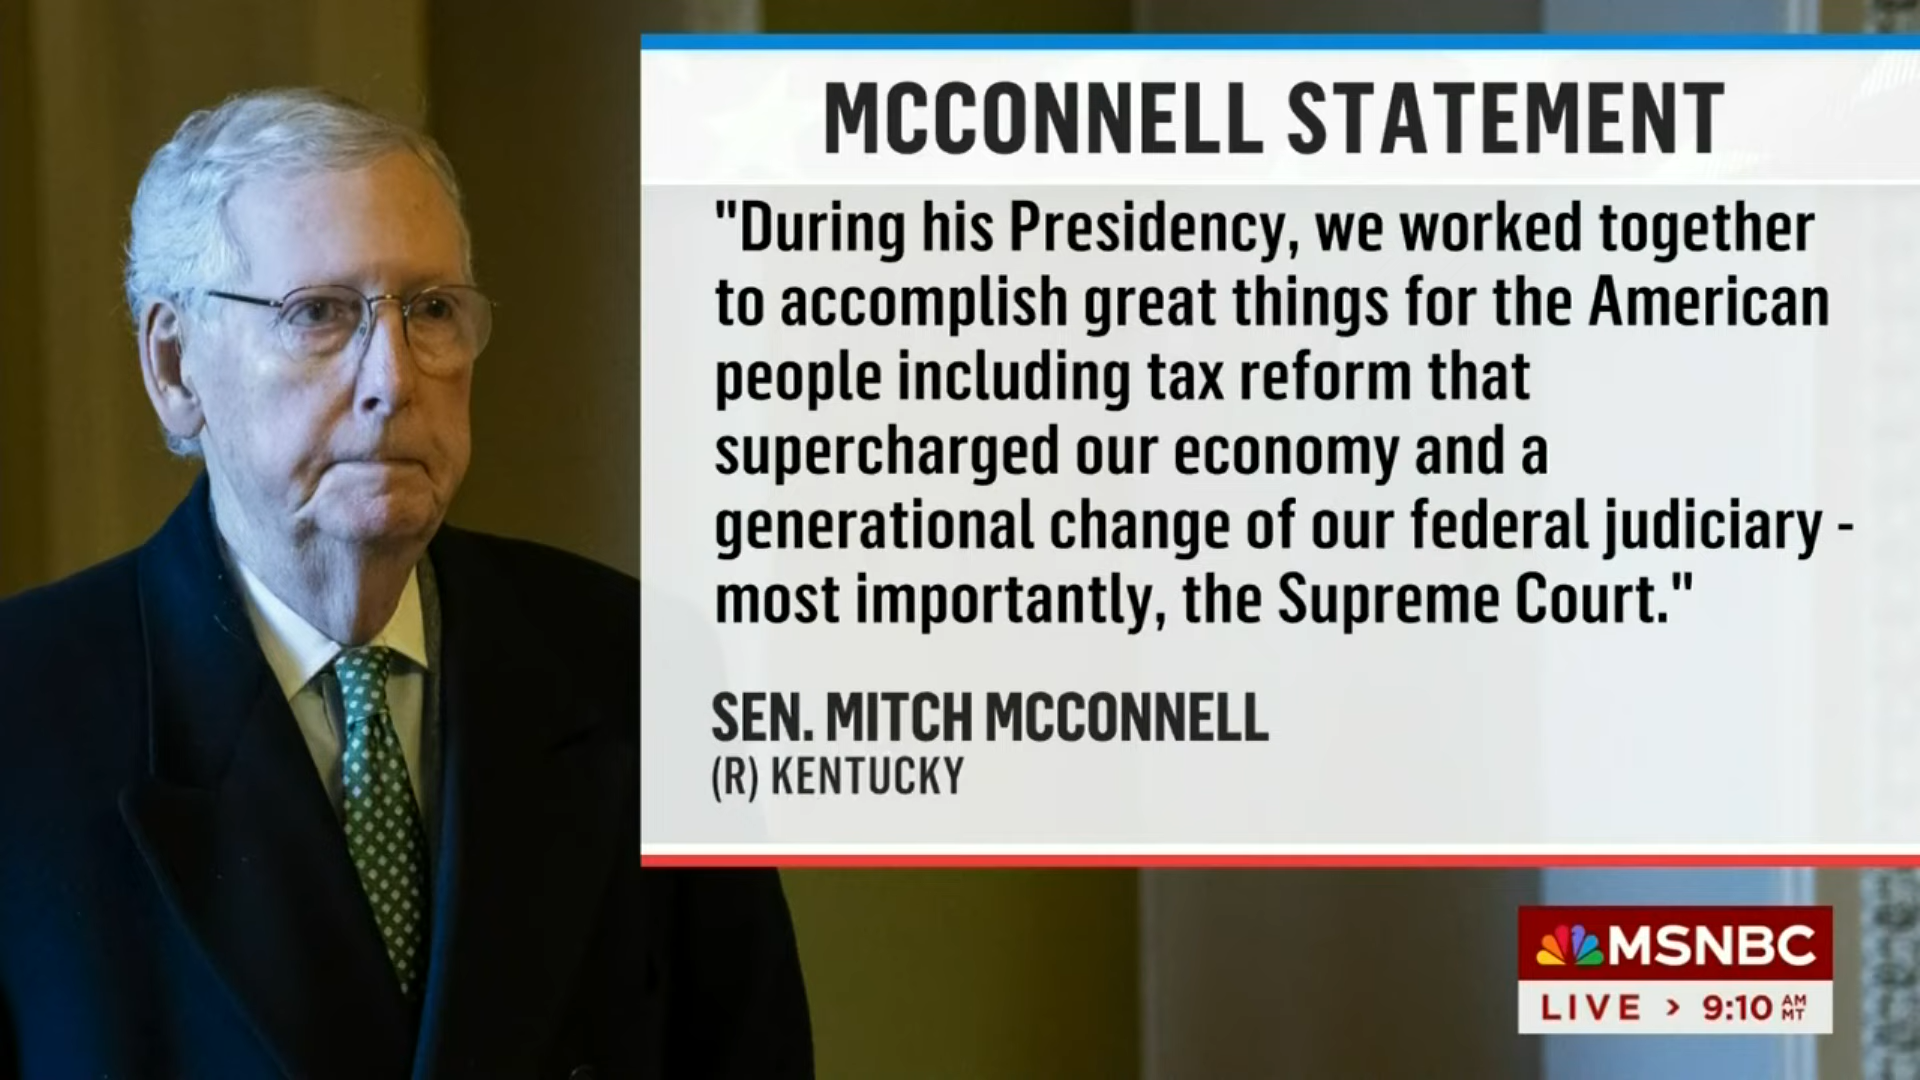 MCCONNELL STATEMENT
"During his Presidency, we worked together
to accomplish great things for the American
people including tax reform that
supercharged our economy and a
generational change of our federal judiciary -
most importantly, the Supreme Court."
SEN. MITCH MCCONNELL
(R) KENTUCKY
MSNBC
LIVE > 9:10 AM MT